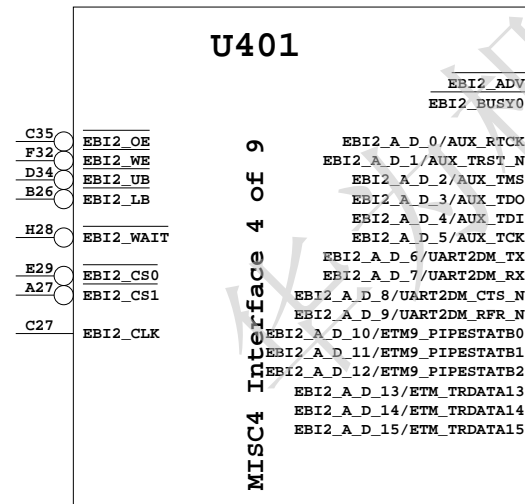 U401
EBI2_ADV
EBI2_BUSY0
C35 EBI2_OE
F32 EBI2_WE
D34 EBI2_UB
B26 EBI2_LB
H28 EBI2_WAIT
E29 EBI2_CS0
A27 EBI2_CS1
C27 EBI2_CLK
MISC4 Interface 4 of 9
EBI2_A_D_0/AUX_RTCK
EBI2_A_D_1/AUX_TRST_N
EBI2_A_D_2/AUX_TMS
EBI2_A_D_3/AUX_TDO
EBI2_A_D_4/AUX_TDI
EBI2_A_D_5/AUX_TCK
EBI2_A_D_6/UART2DM_TX
EBI2_A_D_7/UART2DM_RX
EBI2_A_D_8/UART2DM_CTS_N
EBI2_A_D_9/UART2DM_RFR_N
EBI2_A_D_10/ETM9_PIPESTATB0
EBI2_A_D_11/ETM9_PIPESTATB1
EBI2_A_D_12/ETM9_PIPESTATB2
EBI2_A_D_13/ETM_TRDATA13
EBI2_A_D_14/ETM_TRDATA14
EBI2_A_D_15/ETM_TRDATA15